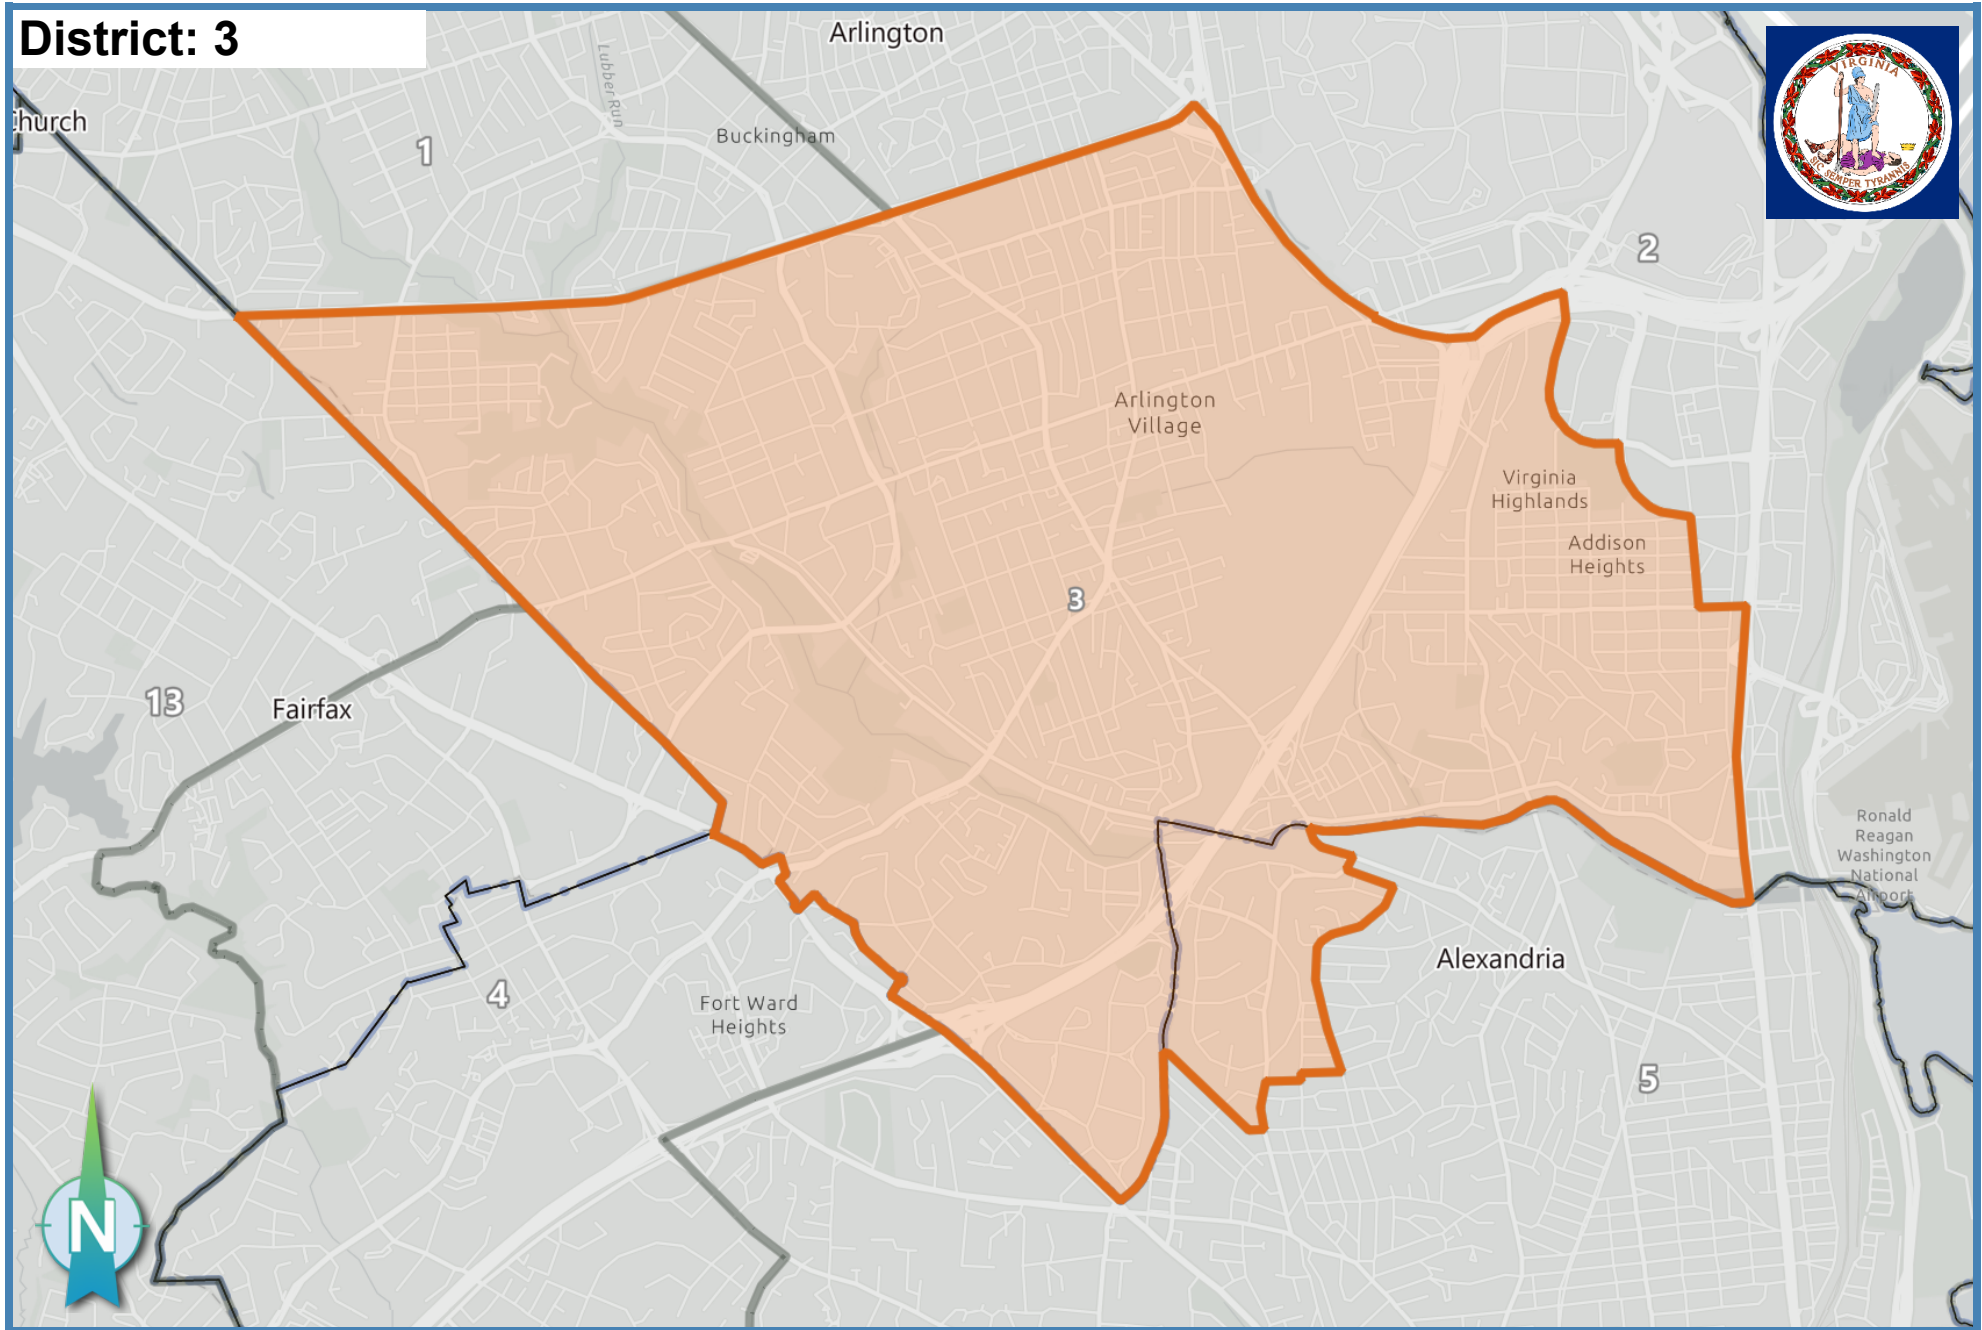 District: 3
Arlington
Lubber Run
Church
Buckingham
1
VIRGINIA
SIC SEMPER TYRANNIS
2
Arlington
Village
Virginia
Highlands
Addison
Heights
3
13
Fairfax
Ronald
Reagan
Washington
National
Airport
Alexandria
4
Fort Ward
Heights
5
N